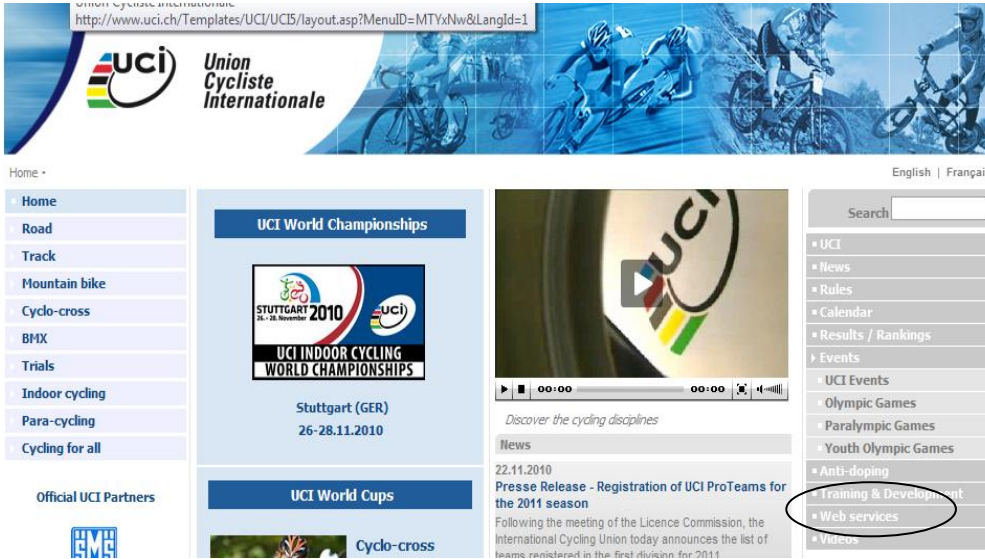 Union Cycliste Internationale
http://www.uci.ch/Templates/UCI/UCI5/layout.asp?MenuID=MTYxNw&LangId=1
uci
Union
Cycliste
Internationale
Home •
English | Françai
Home
Road
Track
Mountain bike
Cyclo-cross
BMX
Trials
Indoor cycling
Para-cycling
Cycling for all
Official UCI Partners
SMS
UCI World Championships
STUTTGART 2010
26. - 28. November
uci
UCI INDOOR CYCLING
WORLD CHAMPIONSHIPS
Stuttgart (GER)
26-28.11.2010
UCI World Cups
Cyclo-cross
uci
00:00 00:00
Discover the cycling disciplines
News
22.11.2010
Presse Release - Registration of UCI ProTeams for
the 2011 season
Following the meeting of the Licence Commission, the
International Cycling Union today announces the list of
teams registered in the first division for 2011
Search
UCI
News
Rules
Calendar
Results / Rankings
Events
UCI Events
Olympic Games
Paralympic Games
Youth Olympic Games
Anti-doping
Training & Development
Web services
Videos